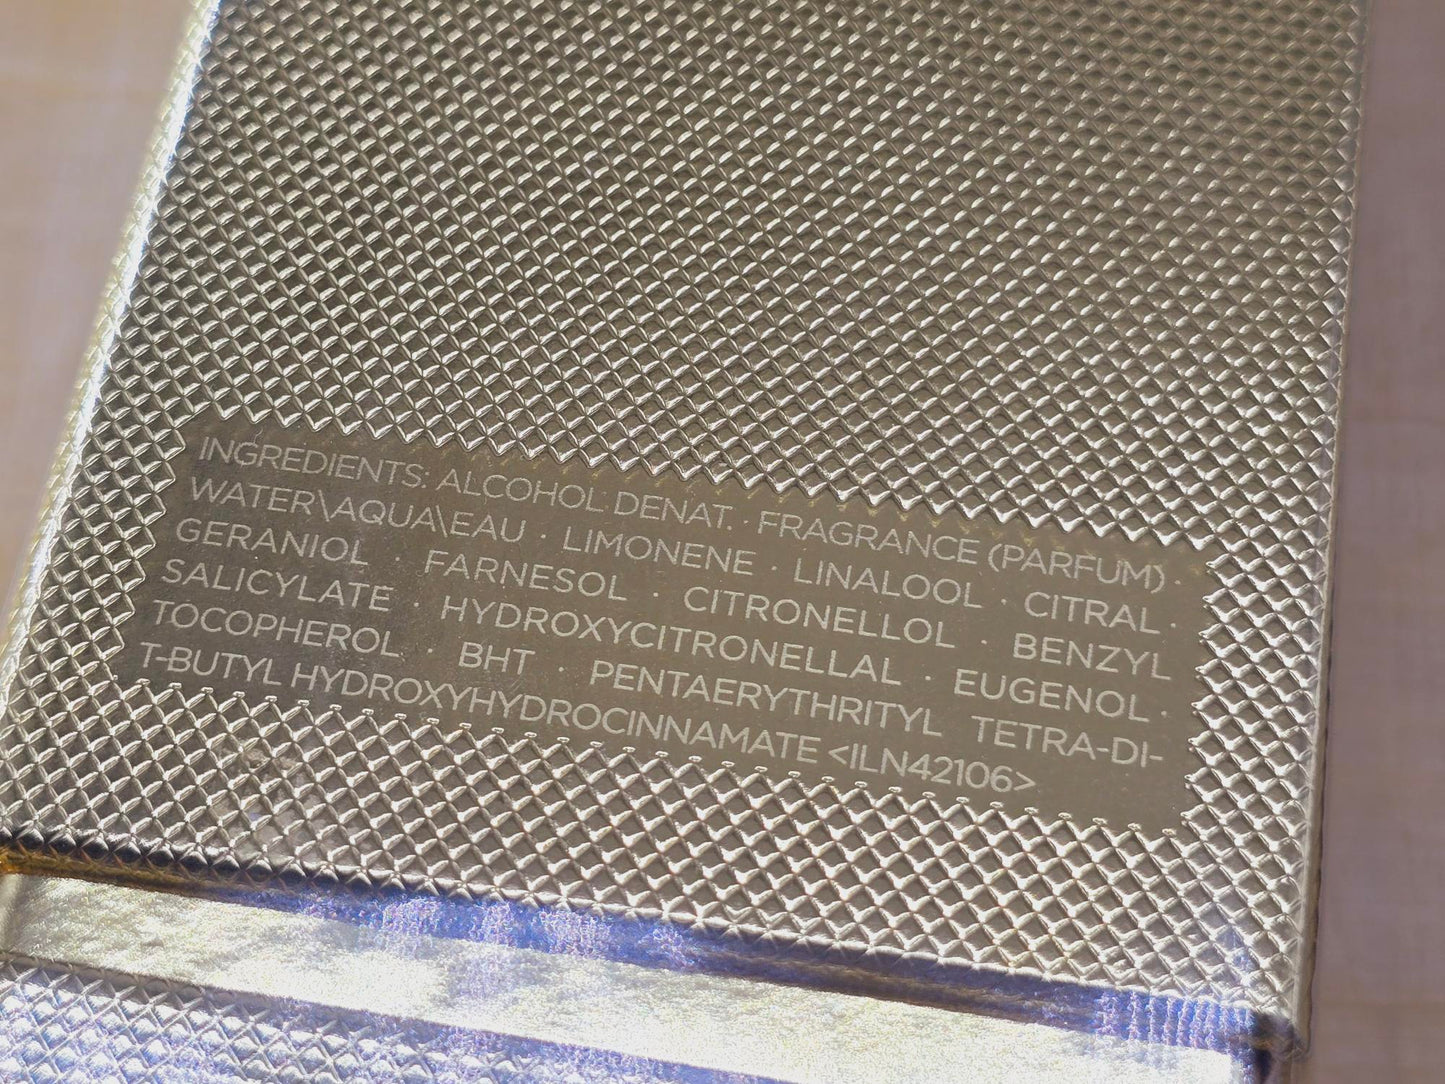 INGREDIENTS: ALCOHOL DENAT. FRAGRANCE (PARFUM) ·
WATER\AQUA\EAU · LIMONENE · LINALOOL · CITRAL ·
GERANIOL · FARNESOL · CITRONELLOL · BENZYL
SALICYLATE · HYDROXYCITRONELLAL · EUGENOL ·
TOCOPHEROL · BHT · PENTAERYTHRITYL TETRA-DI-
T-BUTYL HYDROXYHYDROCINNAMATE <ILN42106>